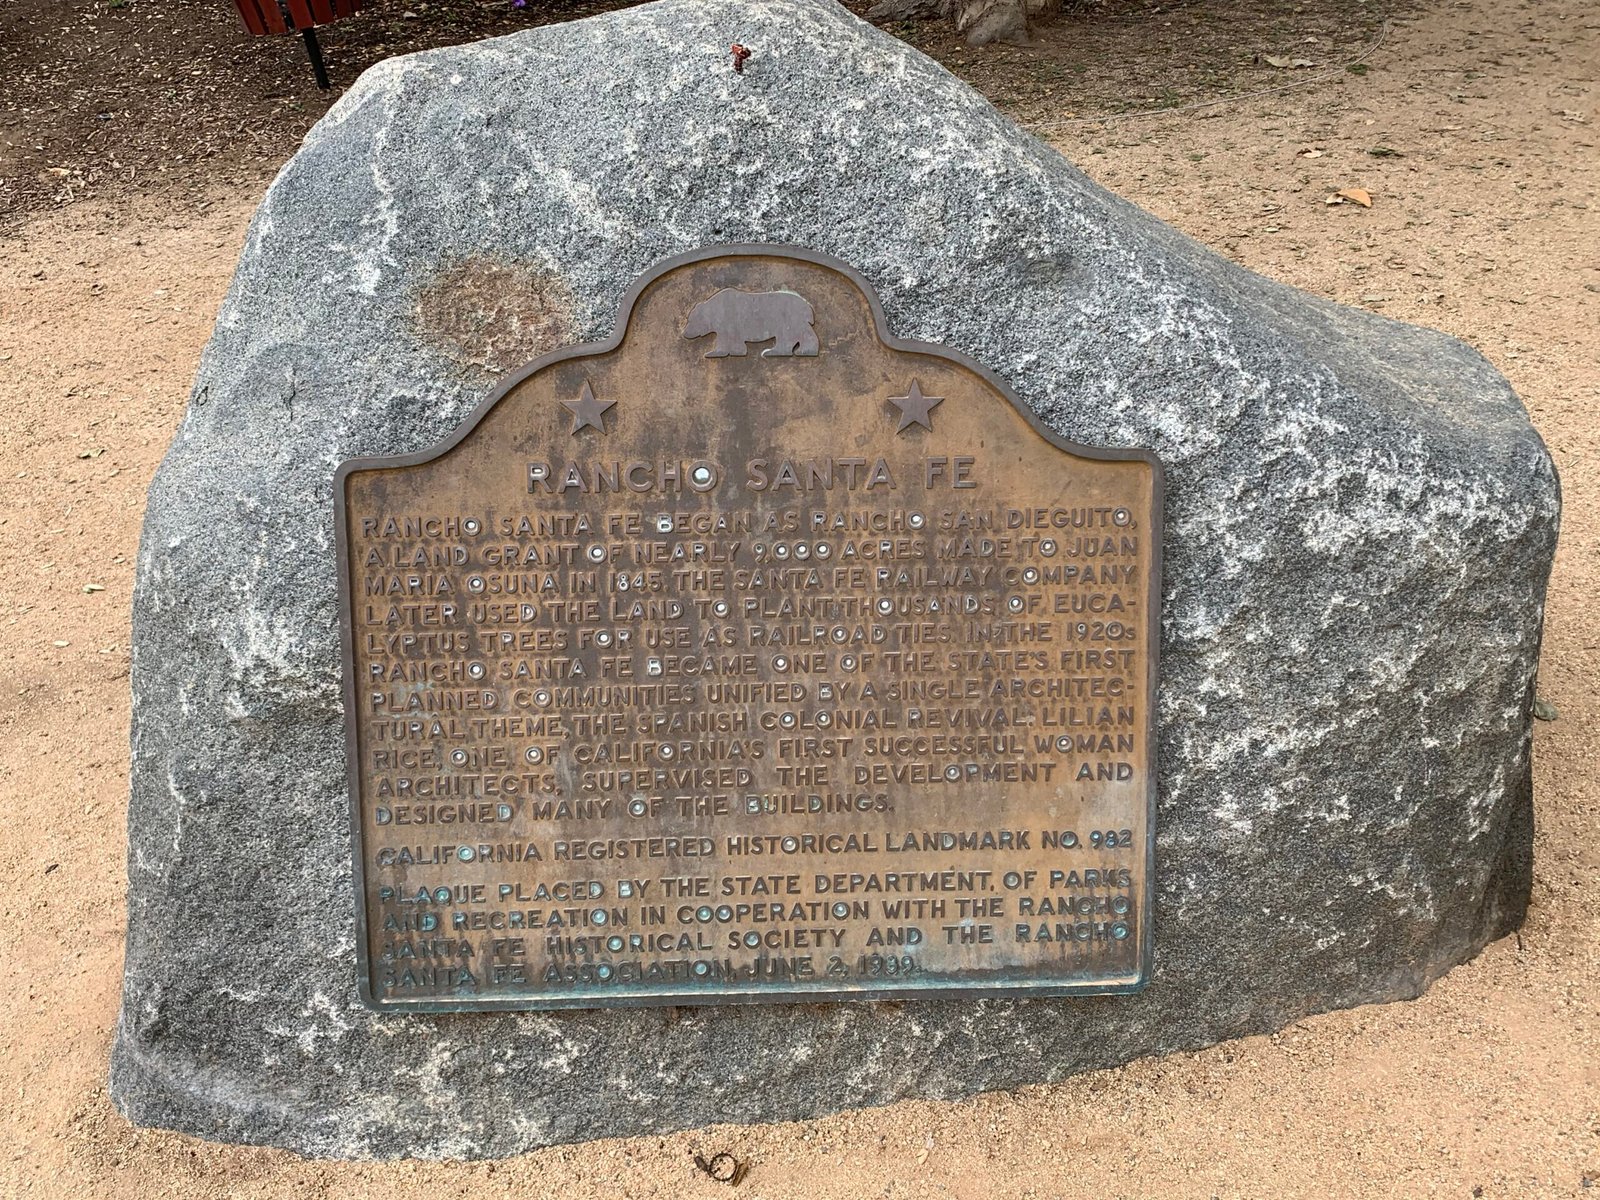 RANCHO SANTA FE
RANCHO SANTA FE BEGAN AS RANCHO SAN DIEGUITO,
A LAND GRANT OF NEARLY 9,000 ACRES MADE TO JUAN
MARIA OSUNA IN 1845. THE SANTA FE RAILWAY COMPANY
LATER USED THE LAND TO PLANT THOUSANDS OF EUCA-
LYPTUS TREES FOR USE AS RAILROAD TIES. IN THE 1920s
RANCHO SANTA FE BECAME ONE OF THE STATE'S FIRST
PLANNED COMMUNITIES UNIFIED BY A SINGLE ARCHITEC-
TURAL THEME, THE SPANISH COLONIAL REVIVAL. LILIAN
RICE, ONE OF CALIFORNIA'S FIRST SUCCESSFUL WOMAN
ARCHITECTS, SUPERVISED THE DEVELOPMENT AND
DESIGNED MANY OF THE BUILDINGS.
CALIFORNIA REGISTERED HISTORICAL LANDMARK NO. 982
PLAQUE PLACED BY THE STATE DEPARTMENT OF PARKS
AND RECREATION IN COOPERATION WITH THE RANCHO
SANTA FE HISTORICAL SOCIETY AND THE RANCHO
SANTA FE ASSOCIATION, JUNE 2, 1989.